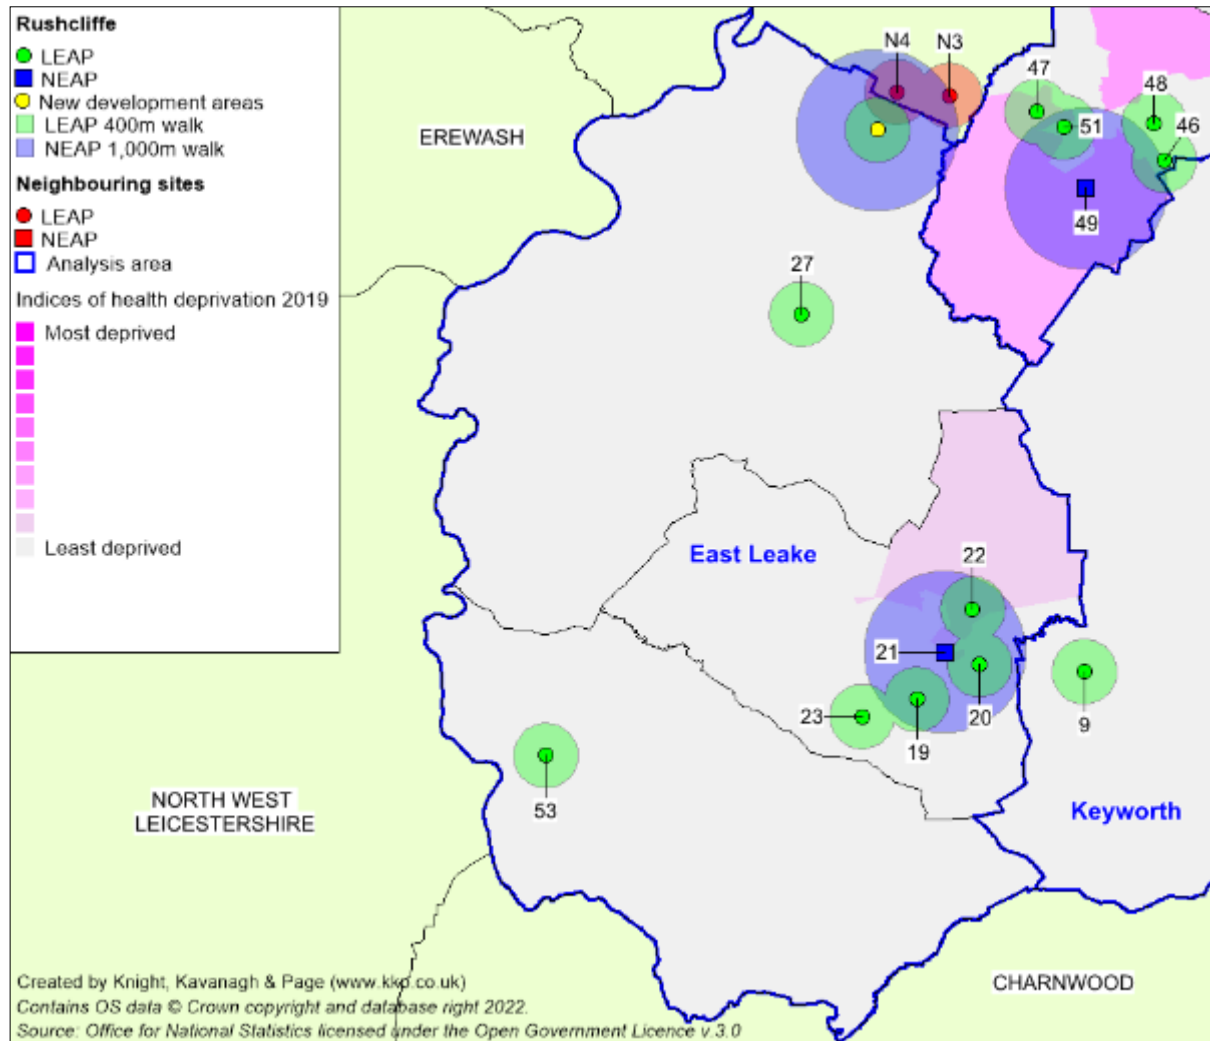 Rushcliffe
LEAP
NEAP
New development areas
LEAP 400m walk
NEAP 1,000m walk
Neighbouring sites
LEAP
NEAP
Analysis area
Indices of health deprivation 2019
Most deprived
Least deprived
N4
N3
47
48
51
46
EREWASH
49
27
East Leake
22
21
20
23
19
9
53
NORTH WEST
LEICESTERSHIRE
Keyworth
CHARNWOOD
Created by Knight, Kavanagh & Page (www.kkp.co.uk)
Contains OS data © Crown copyright and database right 2022.
Source: Office for National Statistics licensed under the Open Government Licence v.3.0